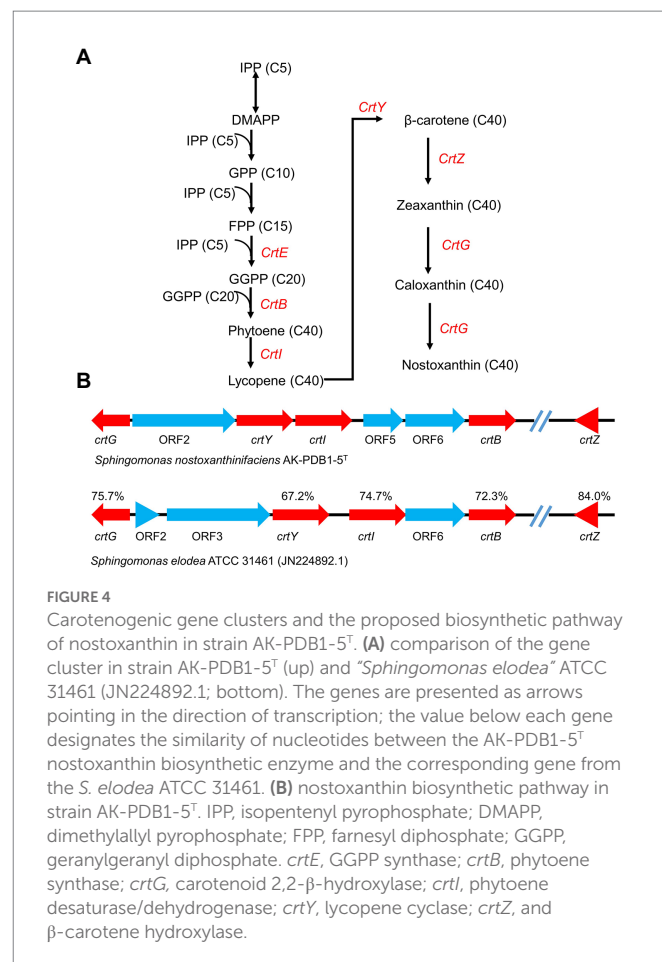 A
IPP (C5)
DMAPP
IPP (C5)
GPP (C10)
IPP (C5)
FPP (C15)
IPP (C5)
CrtE
GGPP (C20)
GGPP (C20)
CrtB
Phytoene (C40)
CrtI
Lycopene (C40)
CrtY
β-carotene (C40)
CrtZ
Zeaxanthin (C40)
CrtG
Caloxanthin (C40)
CrtG
Nostoxanthin (C40)
B
crtG ORF2 crtY crtI ORF5 ORF6 crtB crtZ
Sphingomonas nostoxanthinifaciens AK-PDB1-5ᵀ
75.7% 67.2% 74.7% 72.3% 84.0%
crtG ORF2 ORF3 crtY crtI ORF6 crtB crtZ
Sphingomonas elodea ATCC 31461 (JN224892.1)
FIGURE 4
Carotenogenic gene clusters and the proposed biosynthetic pathway
of nostoxanthin in strain AK-PDB1-5ᵀ. (A) comparison of the gene
cluster in strain AK-PDB1-5ᵀ (up) and "Sphingomonas elodea" ATCC
31461 (JN224892.1; bottom). The genes are presented as arrows
pointing in the direction of transcription; the value below each gene
designates the similarity of nucleotides between the AK-PDB1-5ᵀ
nostoxanthin biosynthetic enzyme and the corresponding gene from
the S. elodea ATCC 31461. (B) nostoxanthin biosynthetic pathway in
strain AK-PDB1-5ᵀ. IPP, isopentenyl pyrophosphate; DMAPP,
dimethylallyl pyrophosphate; FPP, farnesyl diphosphate; GGPP,
geranylgeranyl diphosphate. crtE, GGPP synthase; crtB, phytoene
synthase; crtG, carotenoid 2,2-β-hydroxylase; crtI, phytoene
desaturase/dehydrogenase; crtY, lycopene cyclase; crtZ, and
β-carotene hydroxylase.